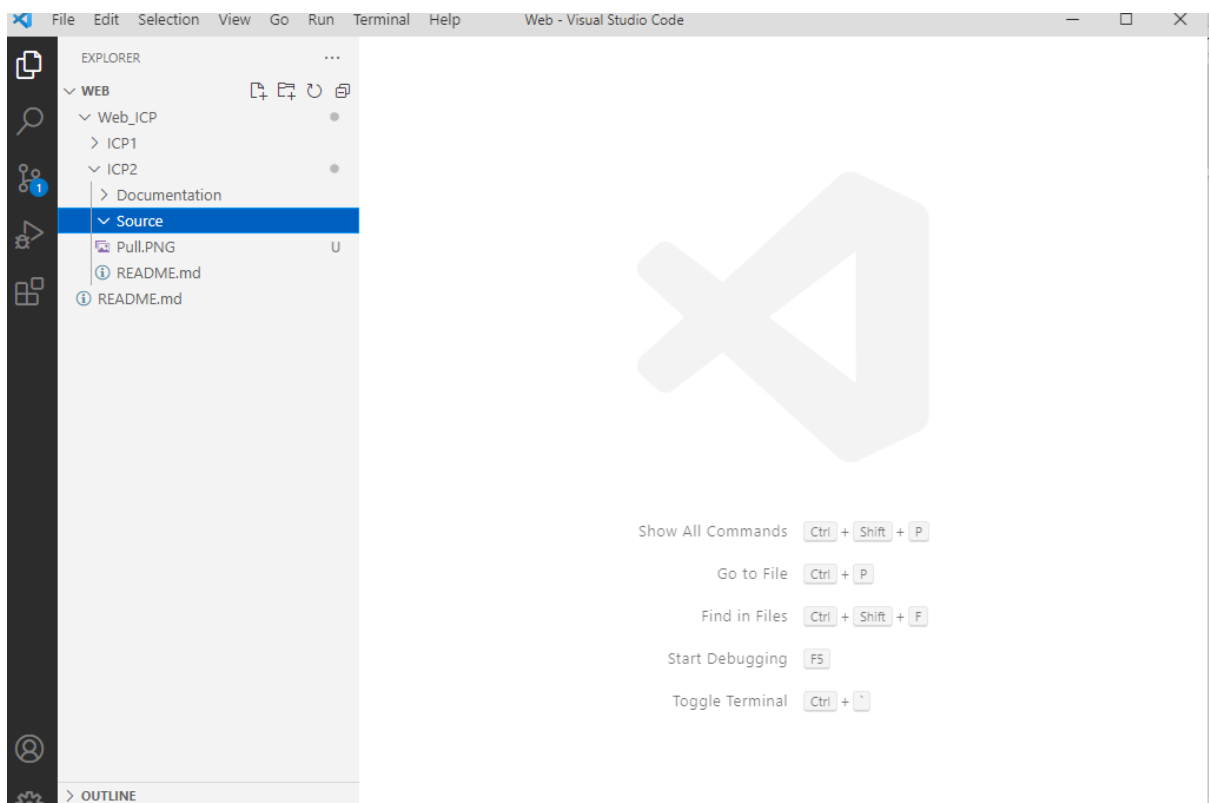 File Edit Selection View Go Run Terminal Help Web - Visual Studio Code
EXPLORER
WEB
Web_ICP
ICP1
ICP2
1
Documentation
Source
Pull.PNG U
README.md
README.md
Show All Commands Ctrl + Shift + P
Go to File Ctrl + P
Find in Files Ctrl + Shift + F
Start Debugging F5
Toggle Terminal Ctrl + `
OUTLINE